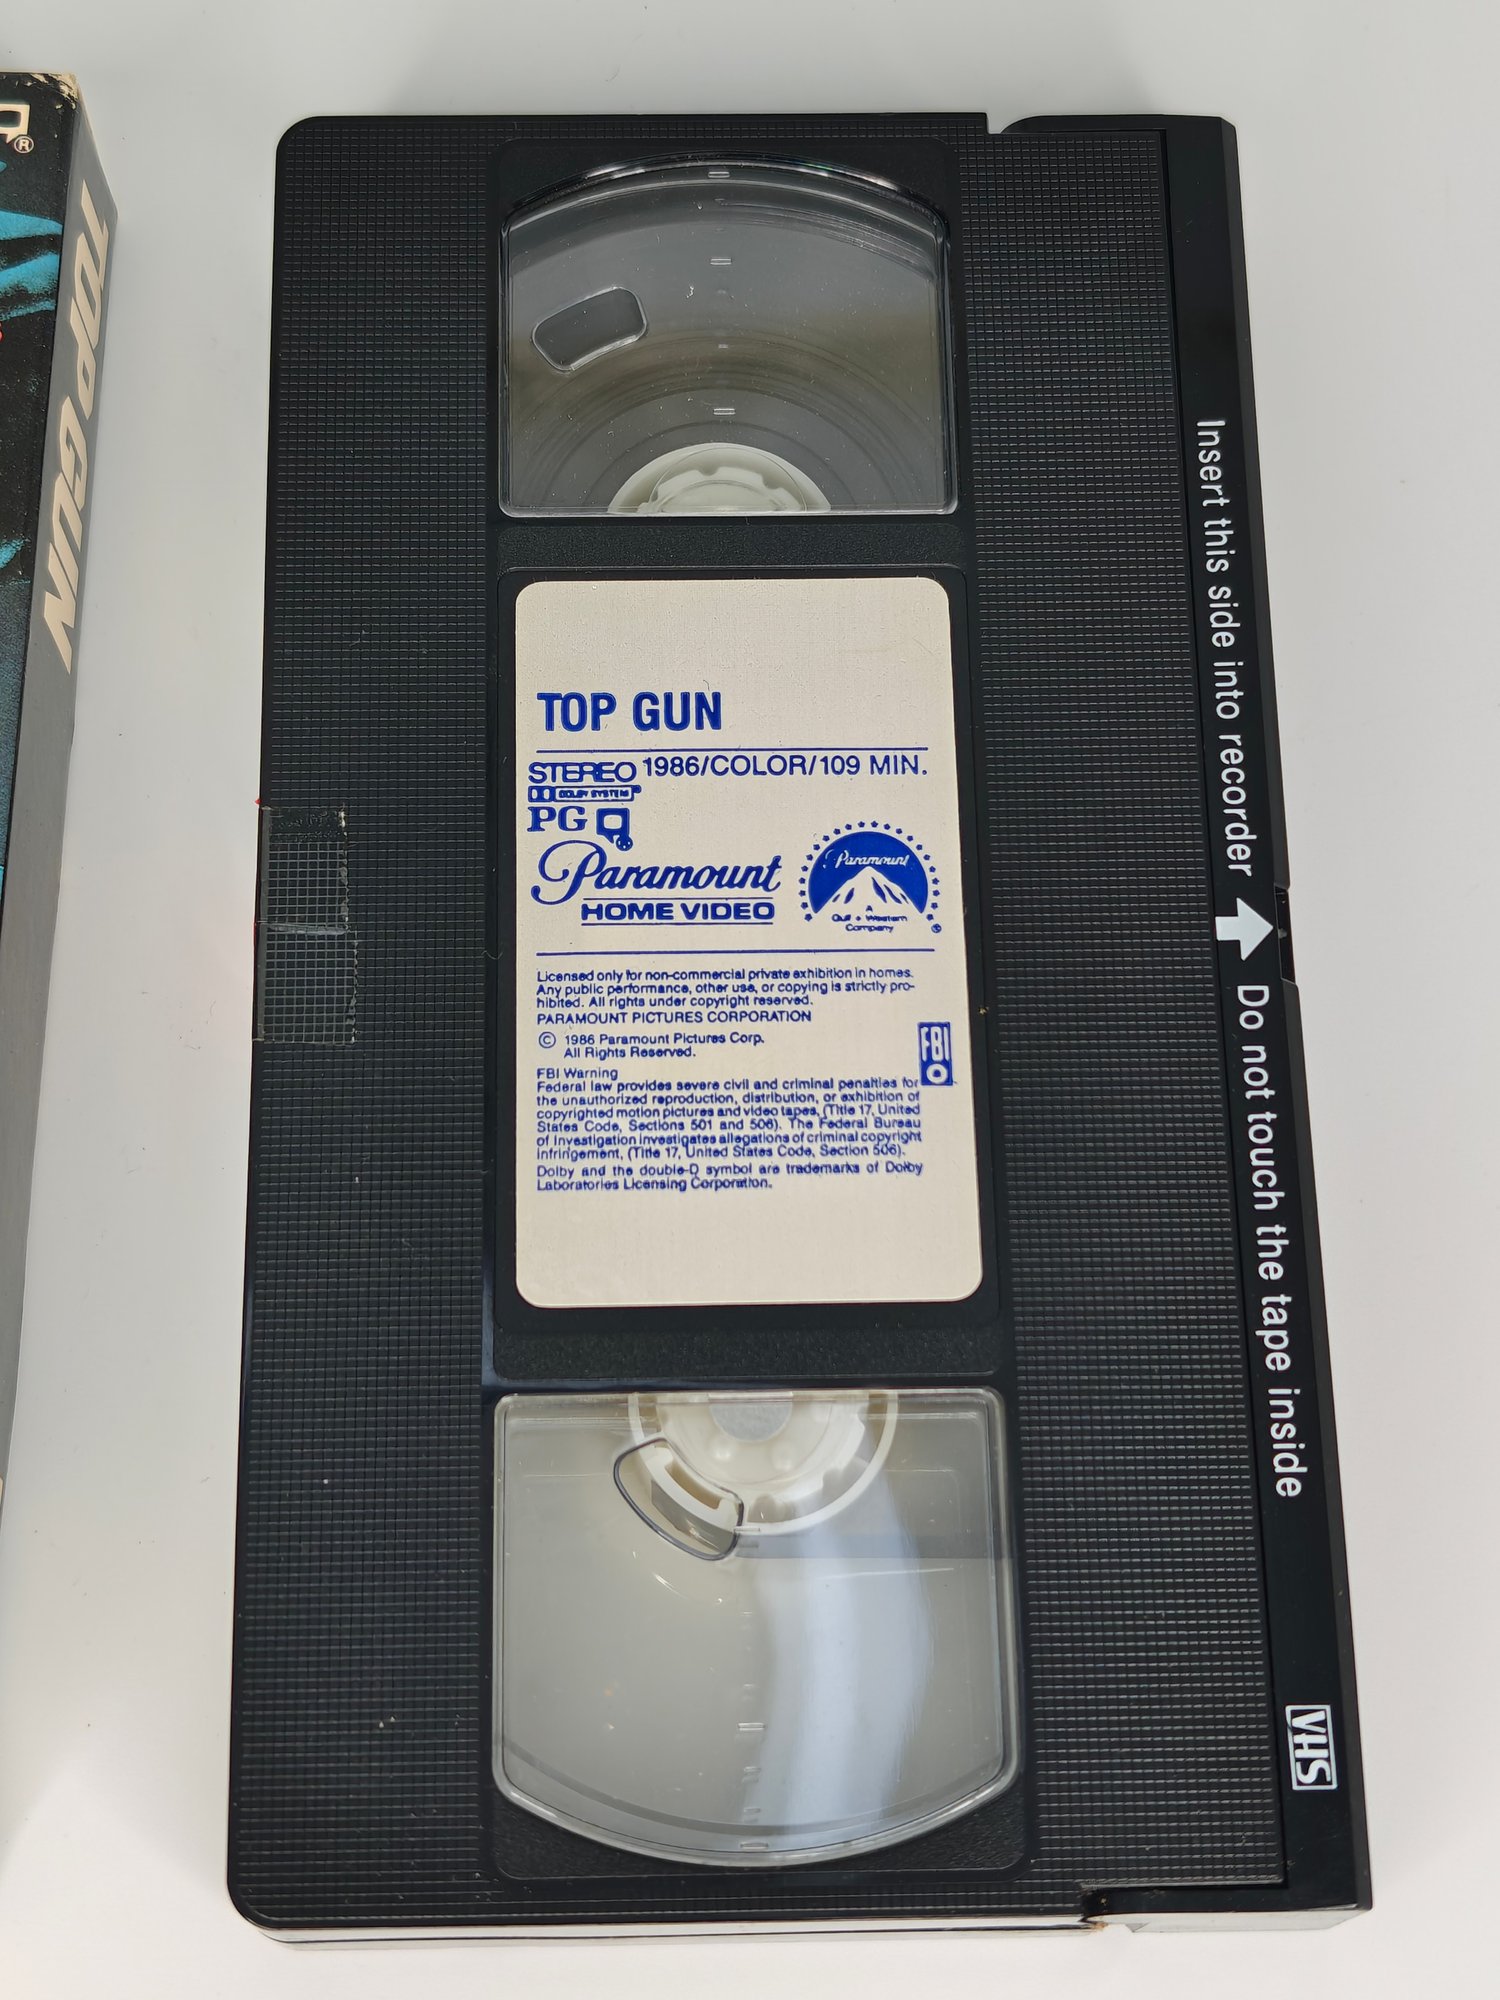 TOP GUN
TOP GUN
STEREO 1986/COLOR/109 MIN.
DOLBY SYSTEM
PG
Paramount
HOME VIDEO
Paramount
A
Gulf + Western
Company
Licensed only for non-commercial private exhibition in homes.
Any public performance, other use, or copying is strictly pro-
hibited. All rights under copyright reserved.
PARAMOUNT PICTURES CORPORATION
© 1986 Paramount Pictures Corp.
All Rights Reserved.
FBI
FBI Warning
Federal law provides severe civil and criminal penalties for
the unauthorized reproduction, distribution, or exhibition of
copyrighted motion pictures and video tapes, (Title 17, United
States Code, Sections 501 and 506). The Federal Bureau
of Investigation investigates allegations of criminal copyright
infringement, (Title 17, United States Code, Section 506).
Dolby and the double-D symbol are trademarks of Dolby
Laboratories Licensing Corporation.
Insert this side into recorder Do not touch the tape inside
VHS